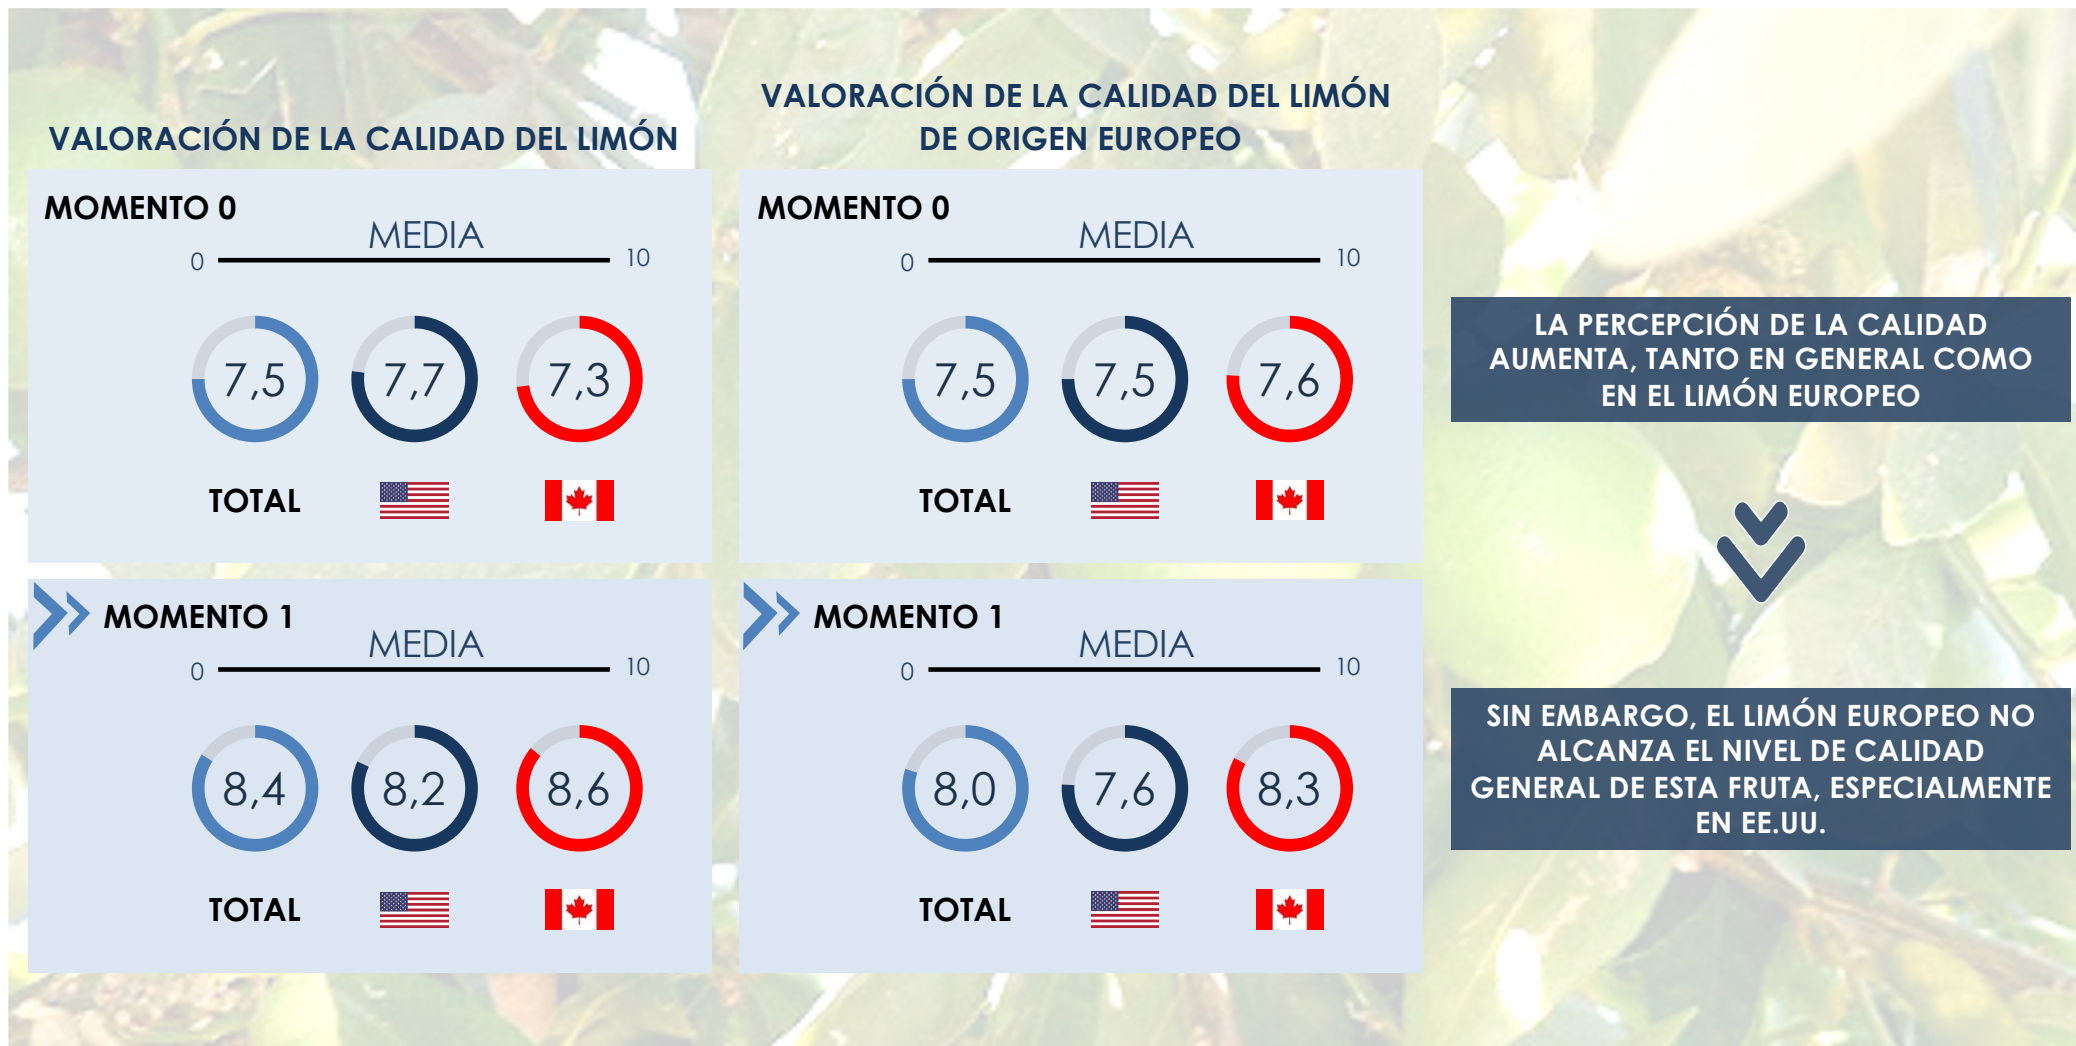 VALORACIÓN DE LA CALIDAD DEL LIMÓN
MOMENTO 0
MEDIA
0
10
7,5
7,7
7,3
TOTAL
MOMENTO 1
MEDIA
0
10
8,4
8,2
8,6
TOTAL
VALORACIÓN DE LA CALIDAD DEL LIMÓN
DE ORIGEN EUROPEO
MOMENTO 0
MEDIA
0
10
7,5
7,5
7,6
TOTAL
MOMENTO 1
MEDIA
0
10
8,0
7,6
8,3
TOTAL
LA PERCEPCIÓN DE LA CALIDAD
AUMENTA, TANTO EN GENERAL COMO
EN EL LIMÓN EUROPEO
SIN EMBARGO, EL LIMÓN EUROPEO NO
ALCANZA EL NIVEL DE CALIDAD
GENERAL DE ESTA FRUTA, ESPECIALMENTE
EN EE.UU.